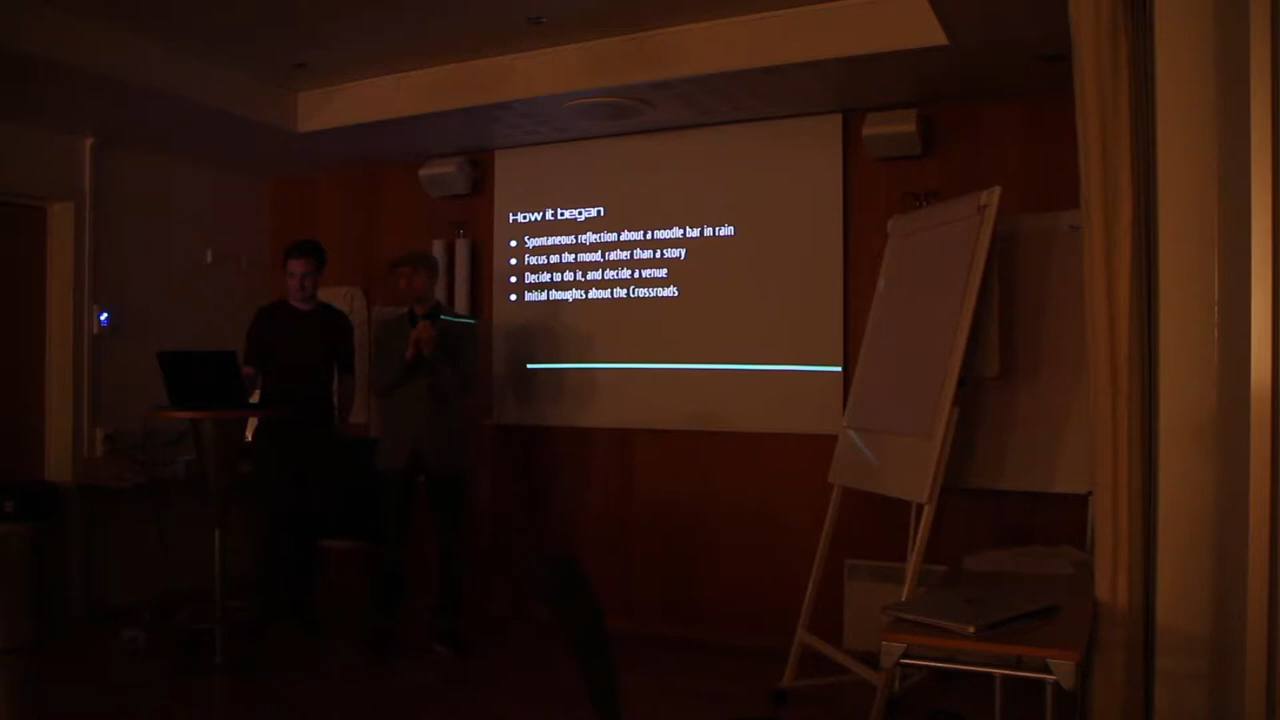 How it began
● Spontaneous reflection about a noodle bar in rain
● Focus on the mood, rather than a story
● Decide to do it, and decide a venue
● Initial thoughts about the Crossroads